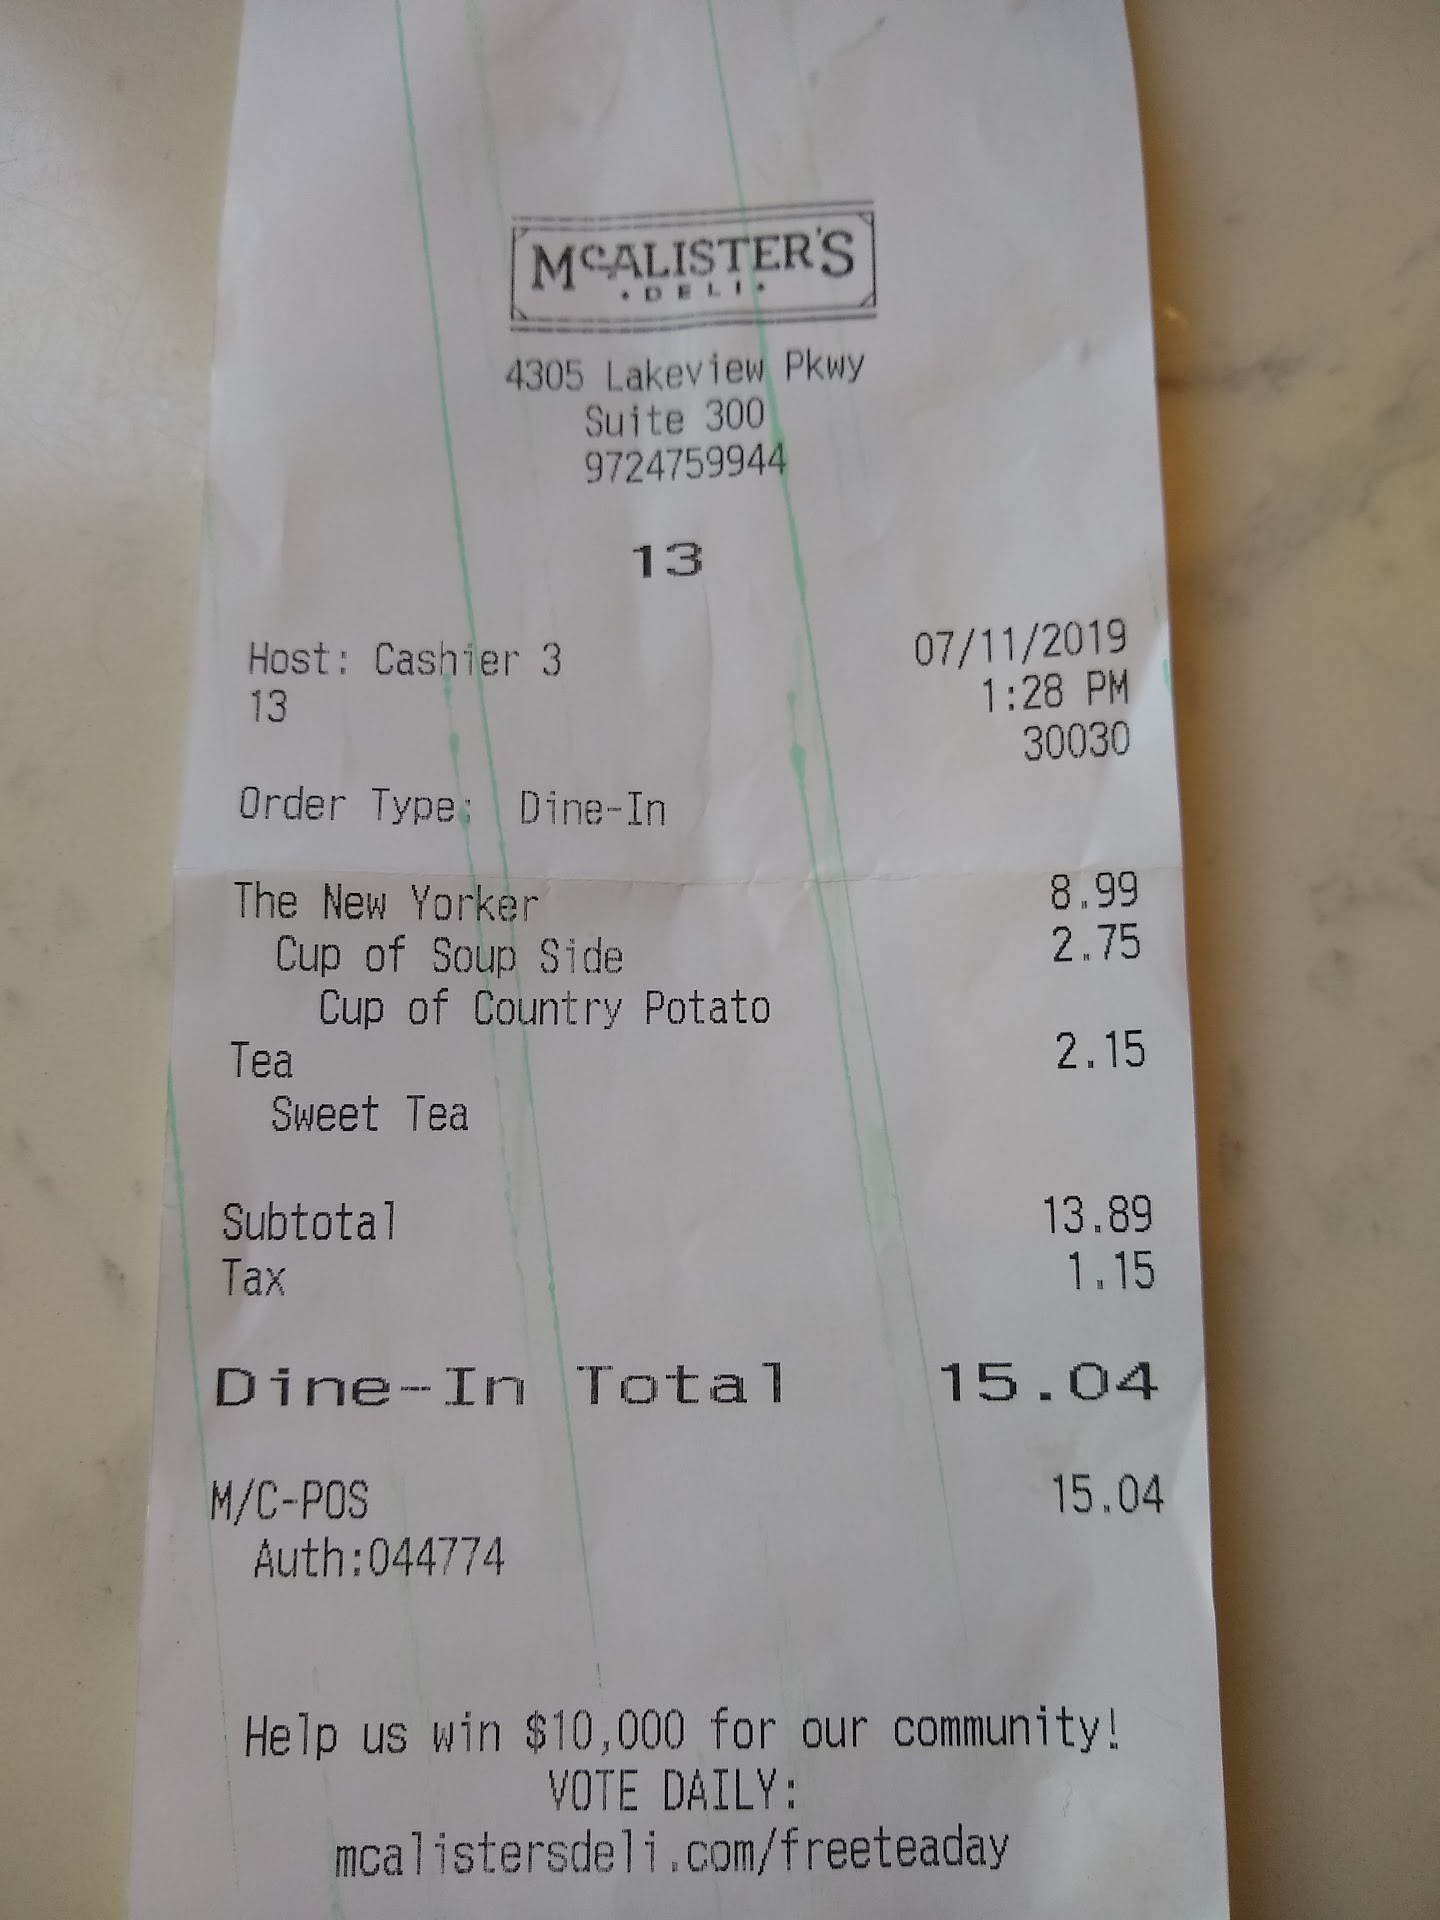 McALISTER'S
• DELI •
4305 Lakeview Pkwy
Suite 300
9724759944
13
Host: Cashier 3 07/11/2019
13 1:28 PM
30030
Order Type: Dine-In
The New Yorker 8.99
Cup of Soup Side 2.75
Cup of Country Potato
Tea 2.15
Sweet Tea
Subtotal 13.89
Tax 1.15
Dine-In Total 15.04
M/C-POS 15.04
Auth:044774
Help us win $10,000 for our community!
VOTE DAILY:
mcalistersdeli.com/freeteaday